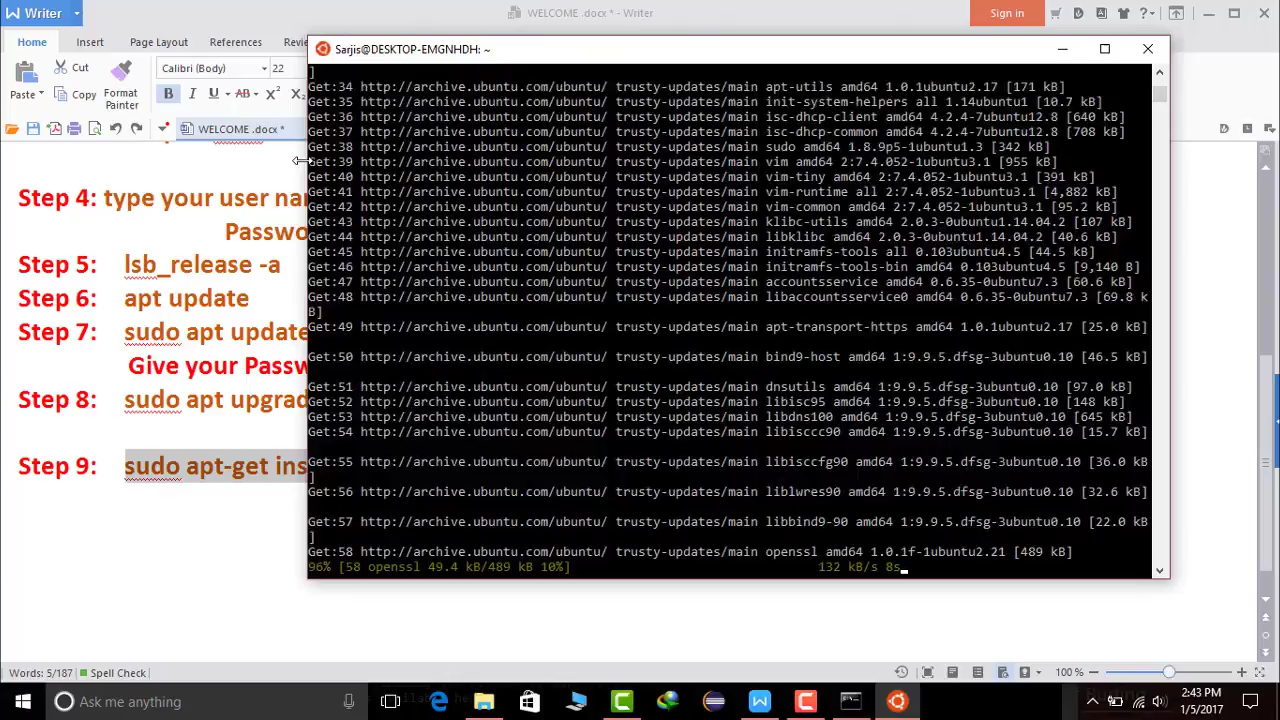 Writer
WELCOME .docx * - Writer
Sign in
Home
Insert
Page Layout
References
Sarjis@DESKTOP-EMGNHDH: ~
Paste
Cut
Copy
Format
Painter
Calibri (Body)
22
B
I
U
AB
X²
X₂
WELCOME .docx *
Step 4: type your user
Step 5: lsb_release -a
Step 6: apt update
Step 7: sudo apt update
Give your
Step 8: sudo apt
Step 9: sudo apt-get
]
Get:34 http://archive.ubuntu.com/ubuntu/ trusty-updates/main apt-utils amd64 1.0.1ubuntu2.17 [171 kB]
Get:35 http://archive.ubuntu.com/ubuntu/ trusty-updates/main init-system-helpers all 1.14ubuntu1 [10.7 kB]
Get:36 http://archive.ubuntu.com/ubuntu/ trusty-updates/main isc-dhcp-client amd64 4.2.4-7ubuntu12.8 [640 kB]
Get:37 http://archive.ubuntu.com/ubuntu/ trusty-updates/main isc-dhcp-common amd64 4.2.4-7ubuntu12.8 [708 kB]
Get:38 http://archive.ubuntu.com/ubuntu/ trusty-updates/main sudo amd64 1.8.9p5-1ubuntu1.3 [342 kB]
Get:39 http://archive.ubuntu.com/ubuntu/ trusty-updates/main vim amd64 2:7.4.052-1ubuntu3.1 [955 kB]
Get:40 http://archive.ubuntu.com/ubuntu/ trusty-updates/main vim-tiny amd64 2:7.4.052-1ubuntu3.1 [391 kB]
Get:41 http://archive.ubuntu.com/ubuntu/ trusty-updates/main vim-runtime all 2:7.4.052-1ubuntu3.1 [4,882 kB]
Get:42 http://archive.ubuntu.com/ubuntu/ trusty-updates/main vim-common amd64 2:7.4.052-1ubuntu3.1 [95.2 kB]
Get:43 http://archive.ubuntu.com/ubuntu/ trusty-updates/main klibc-utils amd64 2.0.3-0ubuntu1.14.04.2 [107 kB]
Get:44 http://archive.ubuntu.com/ubuntu/ trusty-updates/main libklibc amd64 2.0.3-0ubuntu1.14.04.2 [40.6 kB]
Get:45 http://archive.ubuntu.com/ubuntu/ trusty-updates/main initramfs-tools all 0.103ubuntu4.5 [44.5 kB]
Get:46 http://archive.ubuntu.com/ubuntu/ trusty-updates/main initramfs-tools-bin amd64 0.103ubuntu4.5 [9,140 B]
Get:47 http://archive.ubuntu.com/ubuntu/ trusty-updates/main accountsservice amd64 0.6.35-0ubuntu7.3 [60.6 kB]
Get:48 http://archive.ubuntu.com/ubuntu/ trusty-updates/main libaccountsservice0 amd64 0.6.35-0ubuntu7.3 [69.8 k
B]
Get:49 http://archive.ubuntu.com/ubuntu/ trusty-updates/main apt-transport-https amd64 1.0.1ubuntu2.17 [25.0 kB]
Get:50 http://archive.ubuntu.com/ubuntu/ trusty-updates/main bind9-host amd64 1:9.9.5.dfsg-3ubuntu0.10 [46.5 kB]
Get:51 http://archive.ubuntu.com/ubuntu/ trusty-updates/main dnsutils amd64 1:9.9.5.dfsg-3ubuntu0.10 [97.0 kB]
Get:52 http://archive.ubuntu.com/ubuntu/ trusty-updates/main libisc95 amd64 1:9.9.5.dfsg-3ubuntu0.10 [148 kB]
Get:53 http://archive.ubuntu.com/ubuntu/ trusty-updates/main libdns100 amd64 1:9.9.5.dfsg-3ubuntu0.10 [645 kB]
Get:54 http://archive.ubuntu.com/ubuntu/ trusty-updates/main libisccc90 amd64 1:9.9.5.dfsg-3ubuntu0.10 [15.7 kB]
Get:55 http://archive.ubuntu.com/ubuntu/ trusty-updates/main libisccfg90 amd64 1:9.9.5.dfsg-3ubuntu0.10 [36.0 kB
]
Get:56 http://archive.ubuntu.com/ubuntu/ trusty-updates/main liblwres90 amd64 1:9.9.5.dfsg-3ubuntu0.10 [32.6 kB]
Get:57 http://archive.ubuntu.com/ubuntu/ trusty-updates/main libbind9-90 amd64 1:9.9.5.dfsg-3ubuntu0.10 [22.0 kB
]
Get:58 http://archive.ubuntu.com/ubuntu/ trusty-updates/main openssl amd64 1.0.1f-1ubuntu2.21 [489 kB]
96% [58 openssl 49.4 kB/489 kB 10%] 132 kB/s 8s
Words: 5/187
Spell Check
100 %
Ask me anything
2:43 PM
1/5/2017